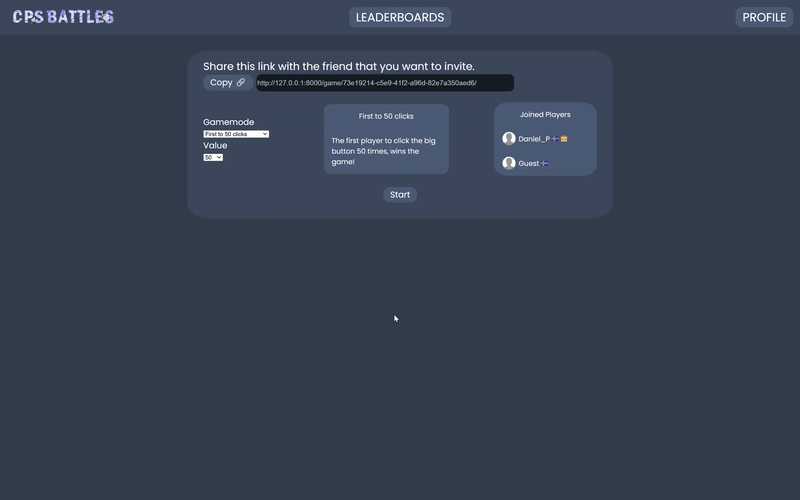 CPS BATTLES
LEADERBOARDS
PROFILE
Share this link with the friend that you want to invite.
Copy
http://127.0.0.1:8000/game/73e19214-c5e9-41f2-a96d-82e7a350aed6/
Gamemode
First to 50 clicks
Value
50
First to 50 clicks
The first player to click the big
button 50 times, wins the
game!
Joined Players
Daniel_P
Guest
Start